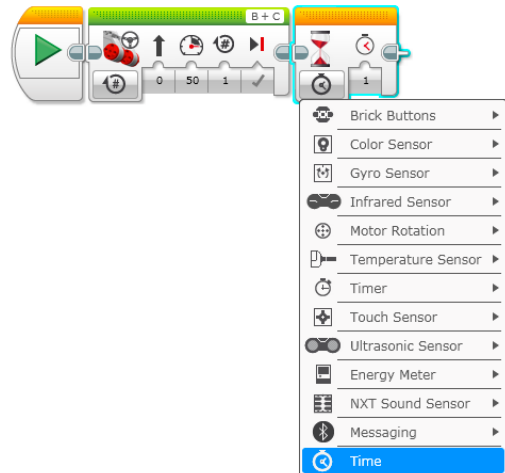 B + C
#
#
0 50 1
1
Brick Buttons
Color Sensor
Gyro Sensor
Infrared Sensor
Motor Rotation
Temperature Sensor
Timer
Touch Sensor
Ultrasonic Sensor
Energy Meter
NXT Sound Sensor
Messaging
Time